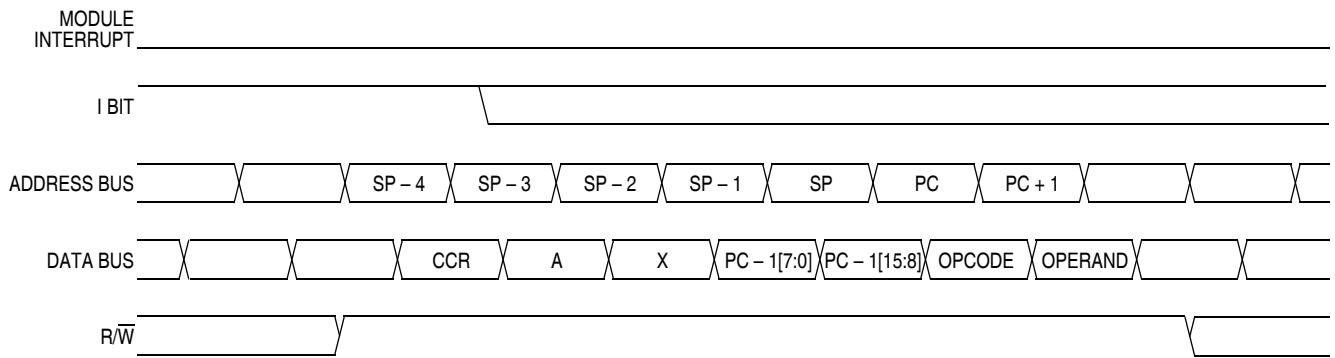 MODULE
INTERRUPT
I BIT
ADDRESS BUS SP – 4 SP – 3 SP – 2 SP – 1 SP PC PC + 1
DATA BUS CCR A X PC – 1[7:0] PC – 1[15:8] OPCODE OPERAND
R/W̅